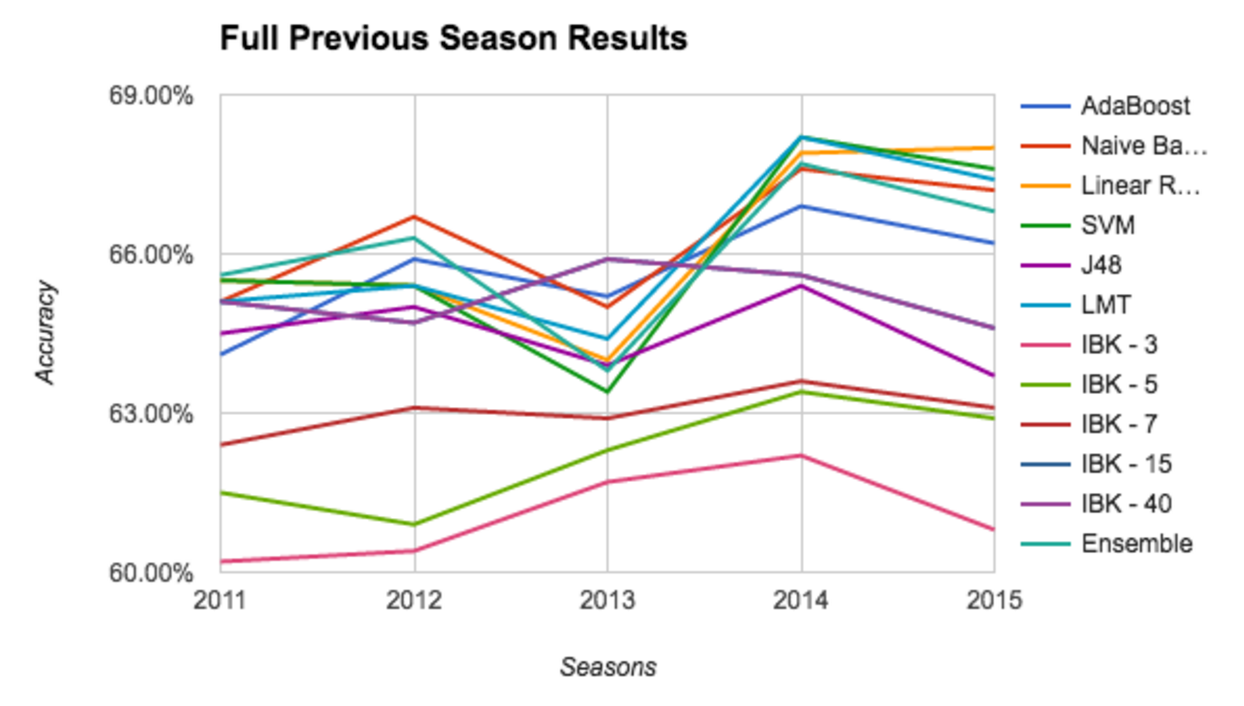 Full Previous Season Results
69.00%
66.00%
63.00%
60.00%
Accuracy
2011 2012 2013 2014 2015
Seasons
AdaBoost
Naive Ba...
Linear R...
SVM
J48
LMT
IBK - 3
IBK - 5
IBK - 7
IBK - 15
IBK - 40
Ensemble